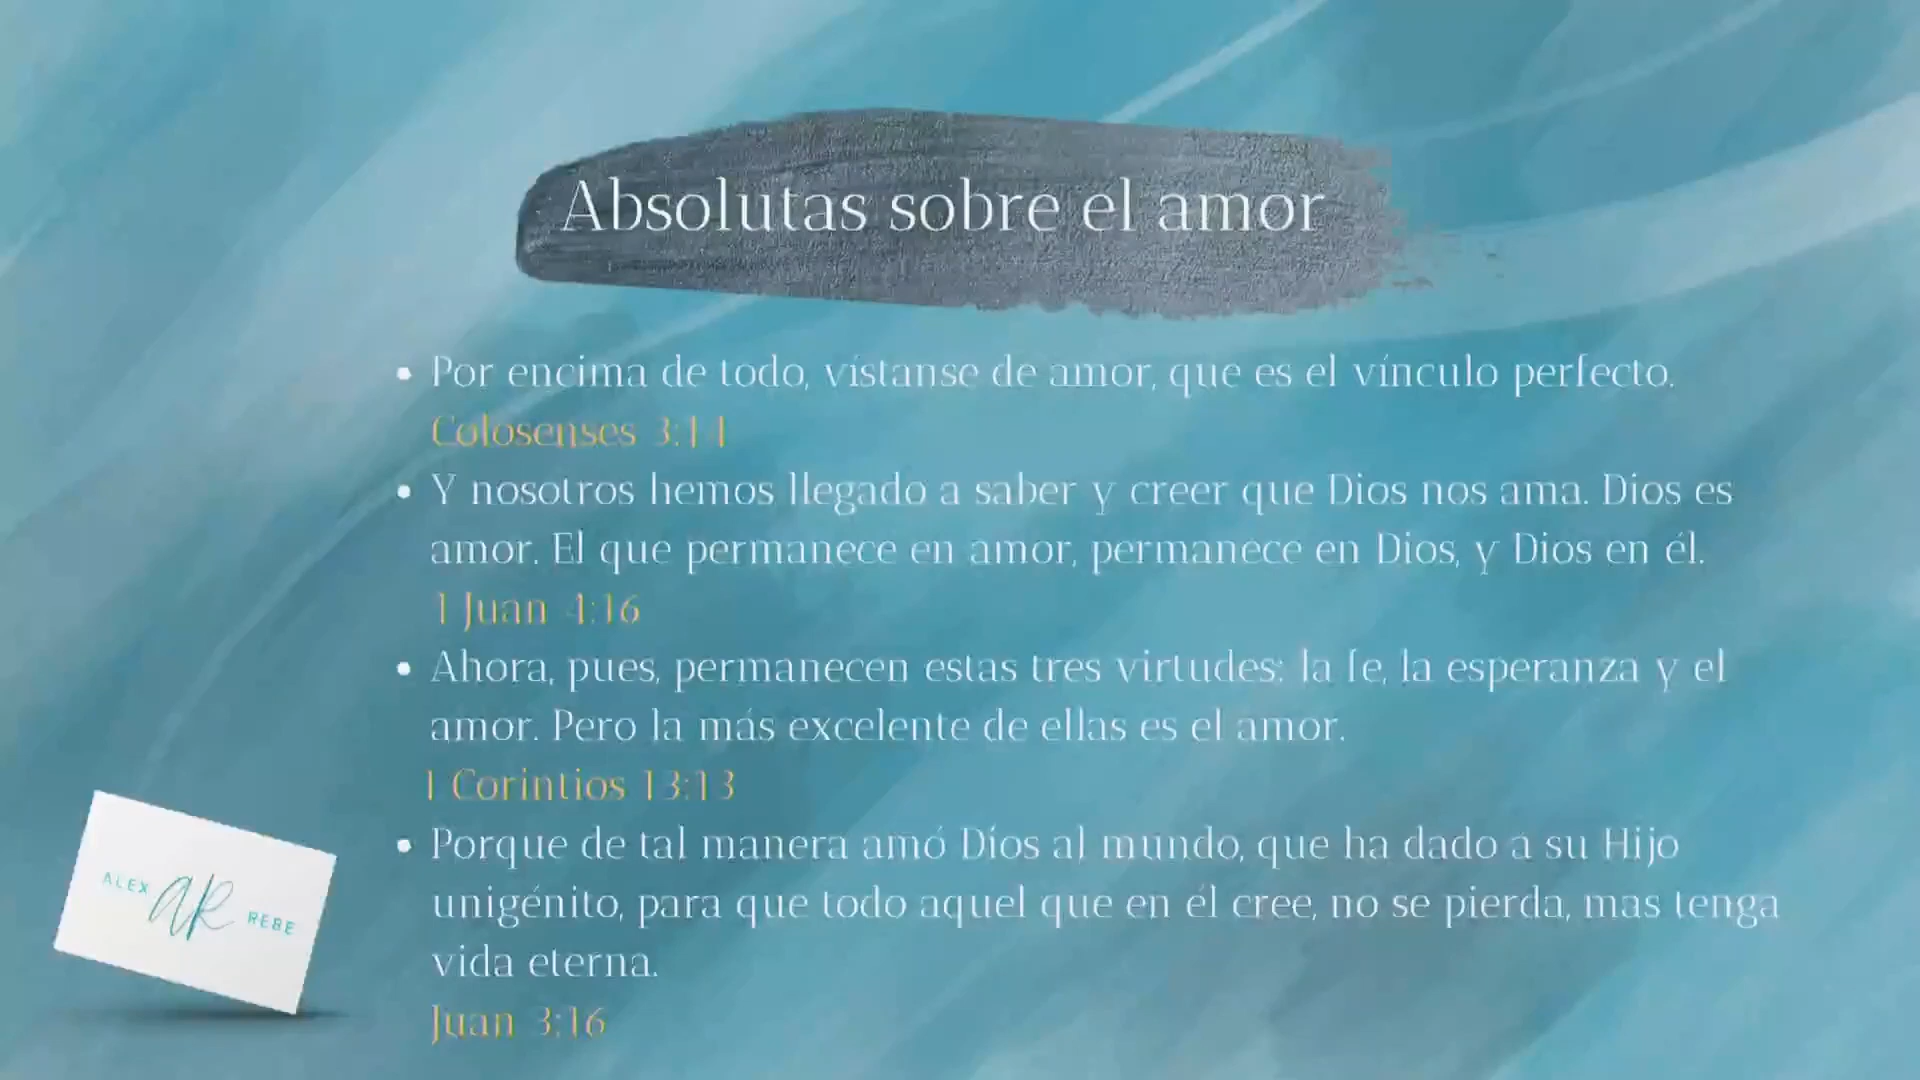 Absolutas sobre el amor
Por encima de todo, vístanse de amor, que es el vínculo perfecto.
Colosenses 3:14
Y nosotros hemos llegado a saber y creer que Dios nos ama. Dios es
amor. El que permanece en amor, permanece en Dios, y Dios en él.
1 Juan 4:16
Ahora, pues, permanecen estas tres virtudes: la fe, la esperanza y el
amor. Pero la más excelente de ellas es el amor.
1 Corintios 13:13
Porque de tal manera amó Dios al mundo, que ha dado a su Hijo
unigénito, para que todo aquel que en él cree, no se pierda, mas tenga
vida eterna.
Juan 3:16
ALEX AR REBE